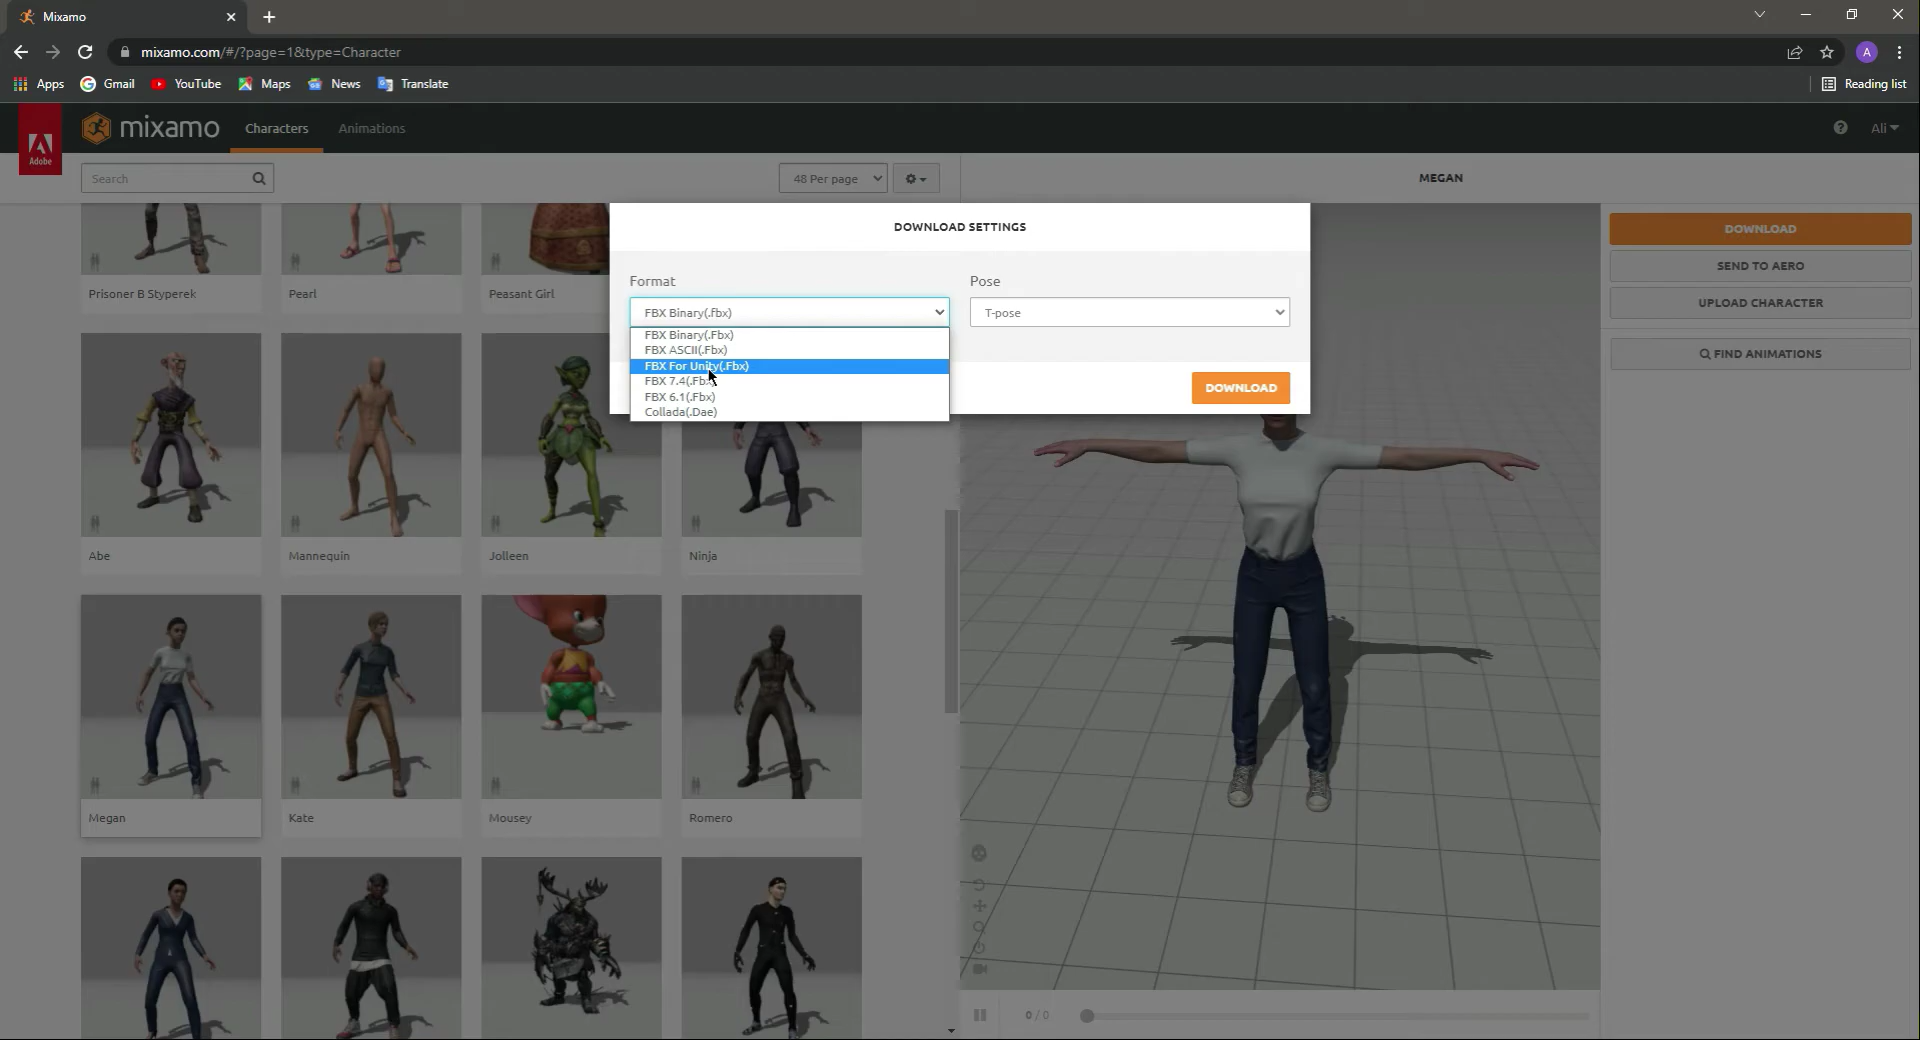 Mixamo
mixamo.com/#/?page=1&type=Character
A
Apps
Gmail
YouTube
Maps
News
Translate
Reading list
Adobe
mixamo
Characters
Animations
Ali
Search
48 Per page
MEGAN
DOWNLOAD SETTINGS
Format
Pose
FBX Binary(.fbx)
T-pose
FBX Binary(.Fbx)
FBX ASCII(.Fbx)
FBX For Unity(.Fbx)
FBX 7.4(.Fbx)
FBX 6.1(.Fbx)
Collada(.Dae)
DOWNLOAD
DOWNLOAD
SEND TO AERO
UPLOAD CHARACTER
FIND ANIMATIONS
Prisoner B Styperek
Pearl
Peasant Girl
Abe
Mannequin
Jolleen
Ninja
Megan
Kate
Mousey
Romero
0 / 0